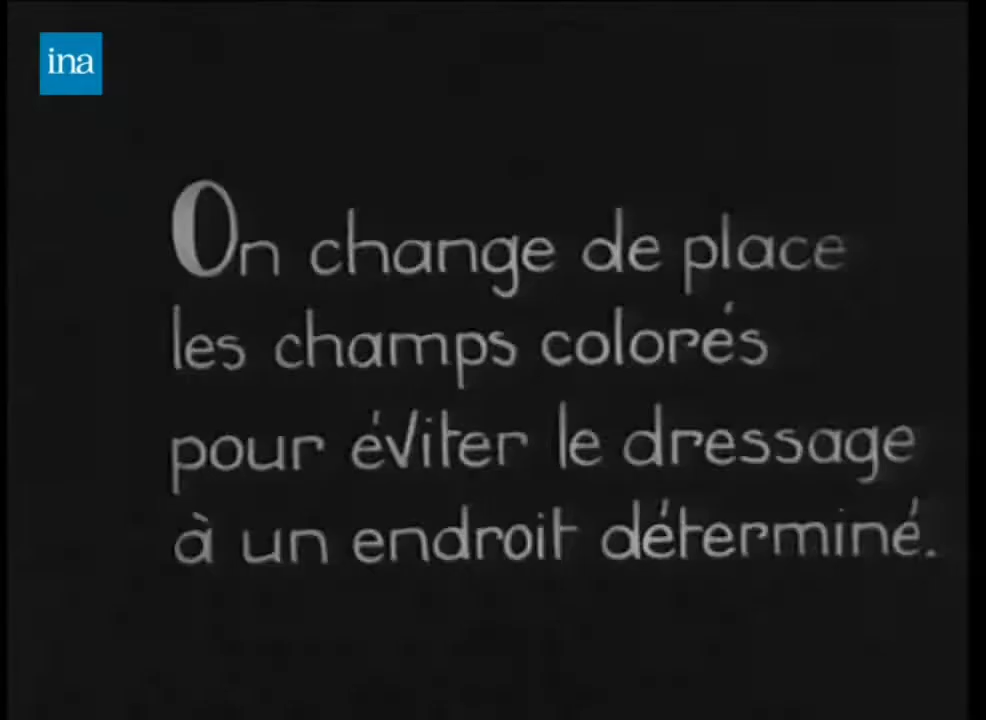 ina
On change de place
les champs colorés
pour éviter le dressage
à un endroit déterminé.